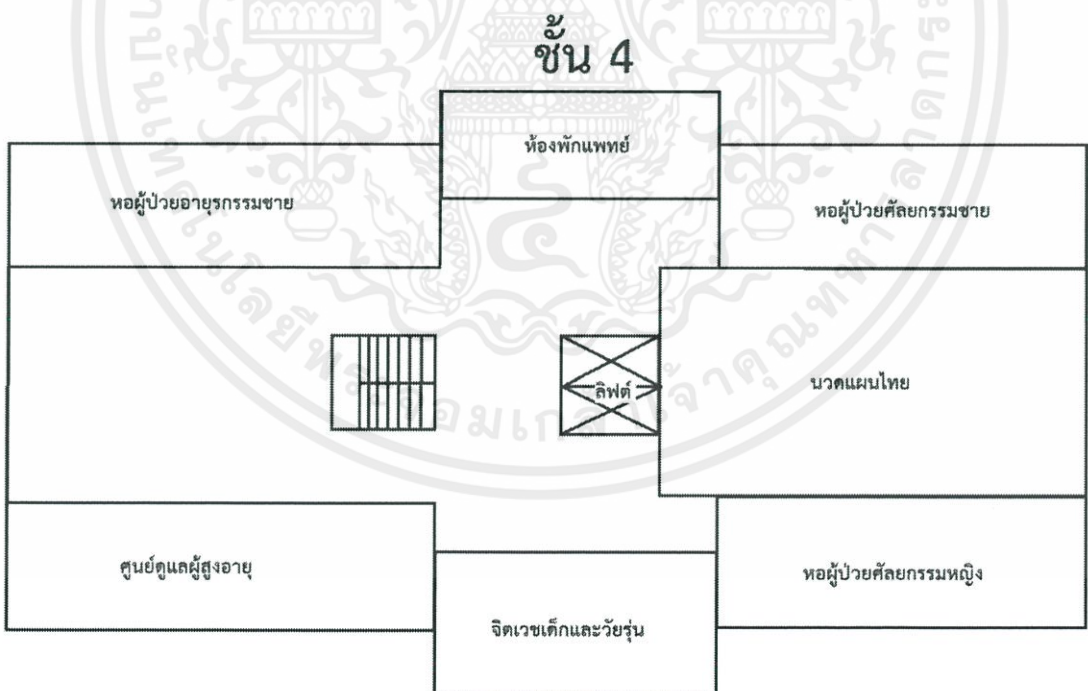 ชั้น 4
ห้องพักแพทย์
หอผู้ป่วยอายุรกรรมชาย
หอผู้ป่วยศัลยกรรมชาย
ลิฟต์
นวดแผนไทย
ศูนย์ดูแลผู้สูงอายุ
หอผู้ป่วยศัลยกรรมหญิง
จิตเวชเด็กและวัยรุ่น